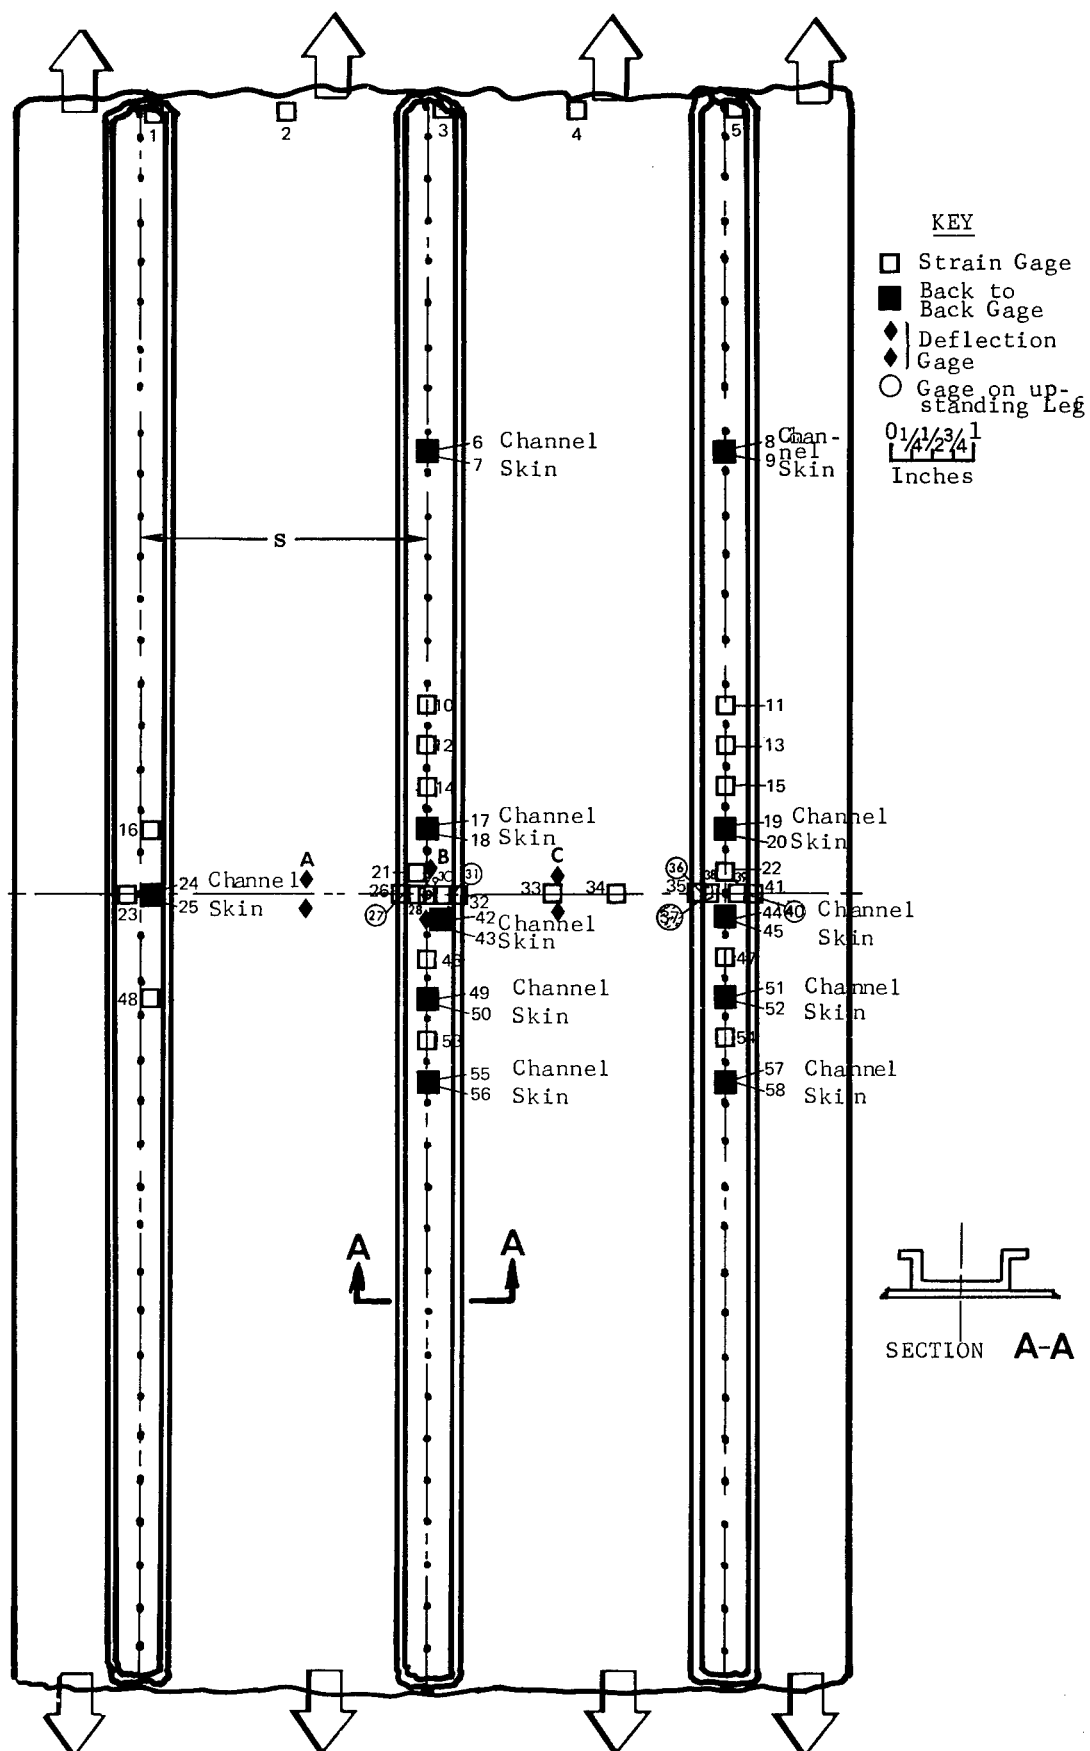 1
2
3
4
5
KEY
Strain Gage
Back to
Back Gage
Deflection
Gage
Gage on up-
standing Leg
0 1/4 1/2 3/4 1
Inches
6 Channel
7 Skin
8 Chan-
nel
9 Skin
S
10
11
12
13
14
15
16
17 Channel
18 Skin
19 Channel
20 Skin
21
B
22
A
C
24 Channel
25 Skin
23
26
27
28
30
31
32
33
34
35
36
38
39
41
40
37
42 Channel
43 Skin
44 Channel
45 Skin
46
47
48
49 Channel
50 Skin
51 Channel
52 Skin
53
54
55 Channel
56 Skin
57 Channel
58 Skin
A A
SECTION A-A